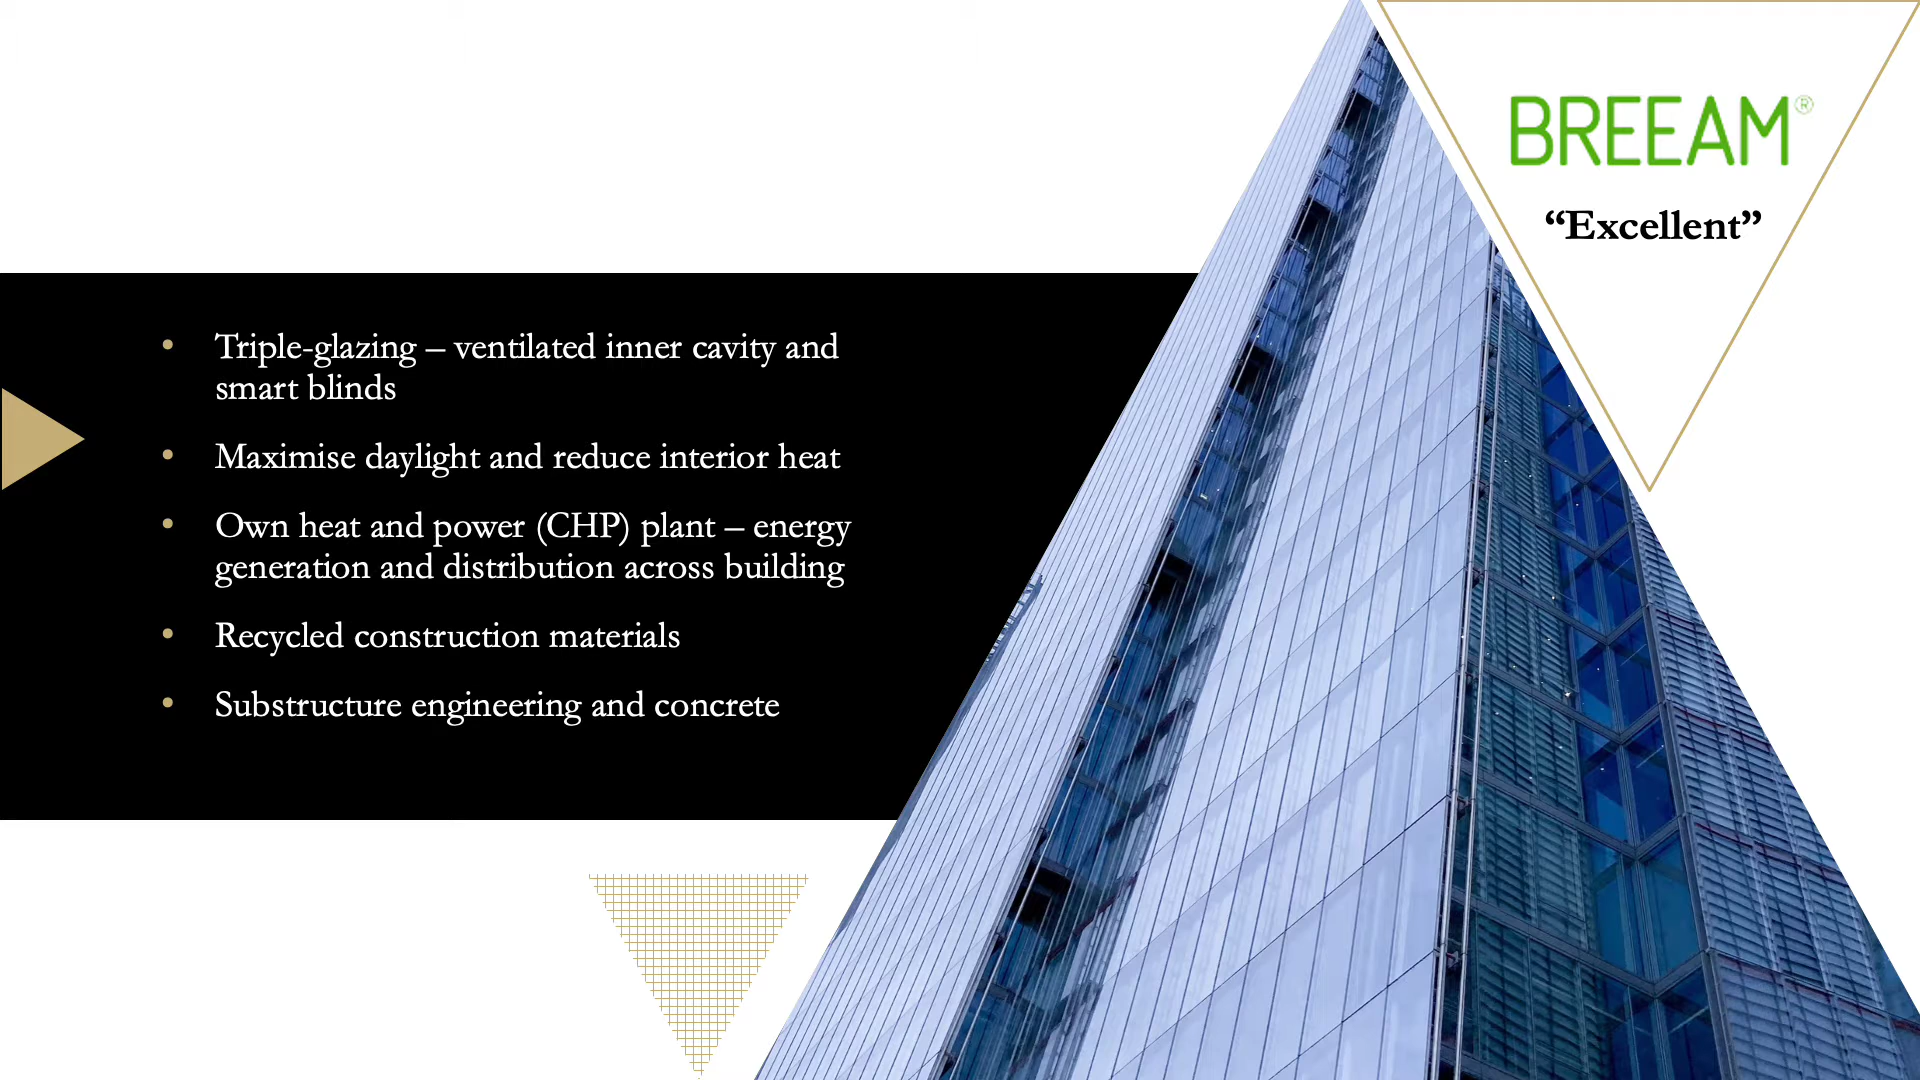 BREEAM®
“Excellent”
• Triple-glazing – ventilated inner cavity and
smart blinds
• Maximise daylight and reduce interior heat
• Own heat and power (CHP) plant – energy
generation and distribution across building
• Recycled construction materials
• Substructure engineering and concrete